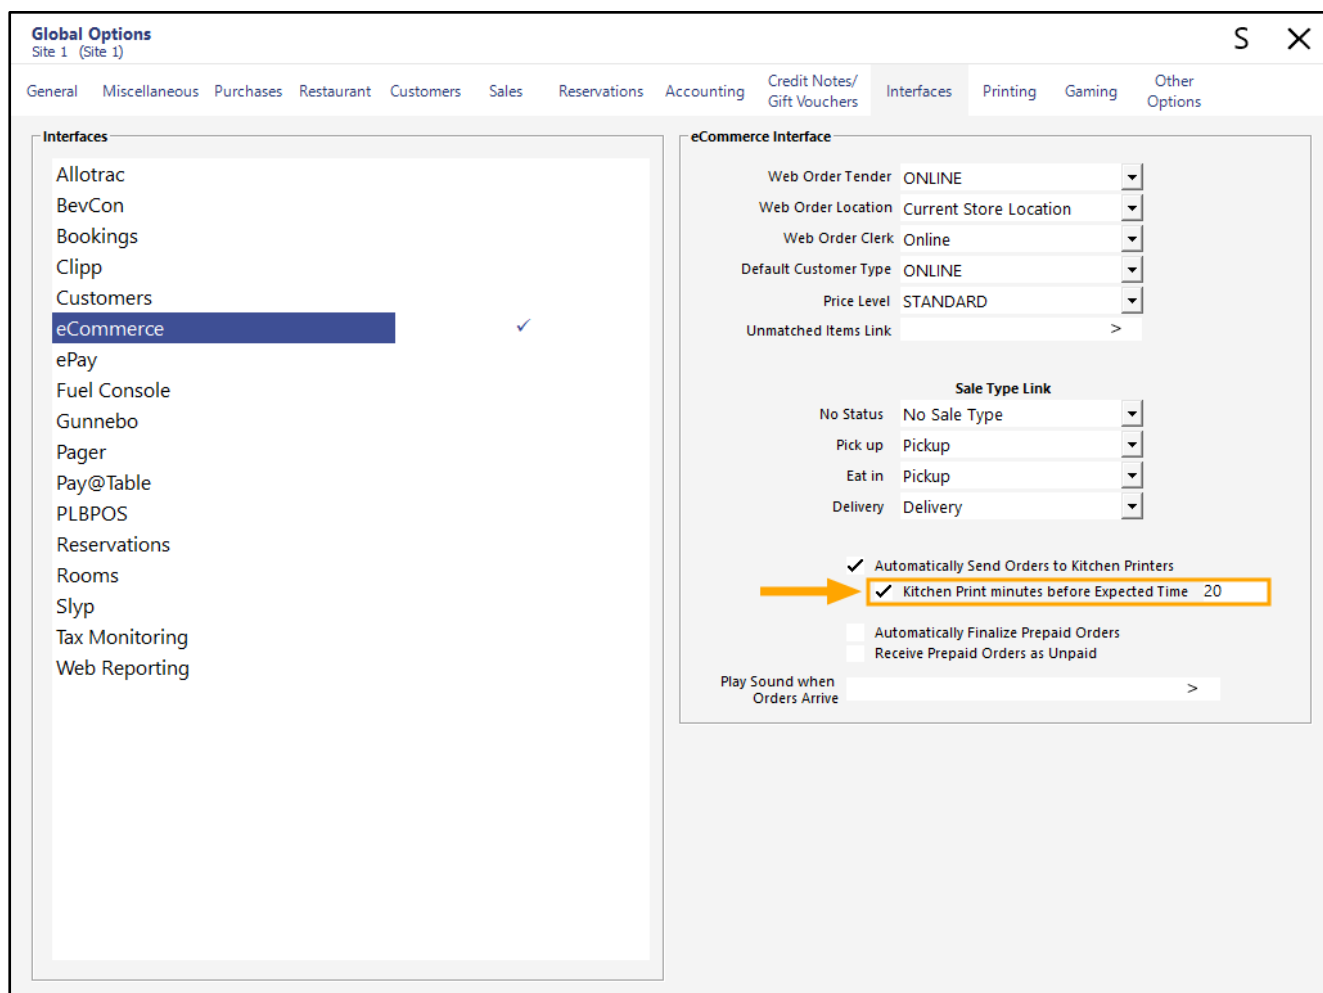 Global Options
Site 1 (Site 1)
S
General Miscellaneous Purchases Restaurant Customers Sales Reservations Accounting Credit Notes/ Gift Vouchers Interfaces Printing Gaming Other Options
Interfaces
Allotrac
BevCon
Bookings
Clipp
Customers
eCommerce ✓
ePay
Fuel Console
Gunnebo
Pager
Pay@Table
PLBPOS
Reservations
Rooms
Slyp
Tax Monitoring
Web Reporting
eCommerce Interface
Web Order Tender ONLINE
Web Order Location Current Store Location
Web Order Clerk Online
Default Customer Type ONLINE
Price Level STANDARD
Unmatched Items Link >
Sale Type Link
No Status No Sale Type
Pick up Pickup
Eat in Pickup
Delivery Delivery
✓ Automatically Send Orders to Kitchen Printers
✓ Kitchen Print minutes before Expected Time 20
Automatically Finalize Prepaid Orders
Receive Prepaid Orders as Unpaid
Play Sound when
Orders Arrive >